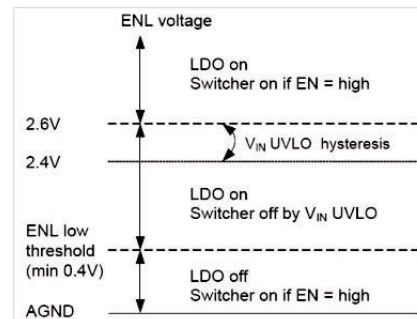 ENL voltage
LDO on
Switcher on if EN = high
2.6V
VIN UVLO hysteresis
2.4V
LDO on
Switcher off by VIN UVLO
ENL low
threshold
(min 0.4V)
LDO off
Switcher on if EN = high
AGND